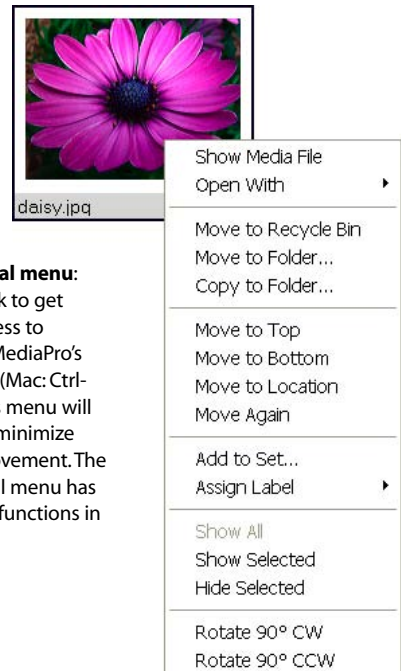 daisy.jpg
Show Media File
Open With
Move to Recycle Bin
Move to Folder...
Copy to Folder...
Move to Top
Move to Bottom
Move to Location
Move Again
Add to Set...
Assign Label
Show All
Show Selected
Hide Selected
Rotate 90° CW
Rotate 90° CCW
al menu:
k to get
ess to
MediaPro's
(Mac: Ctrl-
s menu will
minimize
vement. The
l menu has
functions in